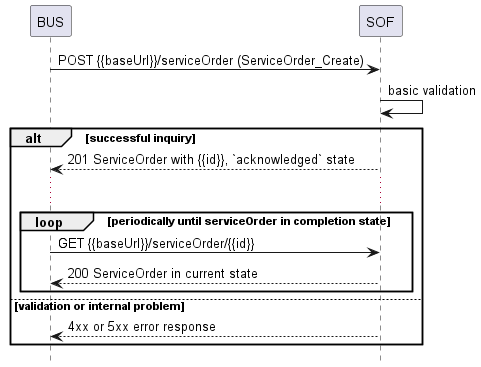 BUS
SOF
POST {{baseUrl}}/serviceOrder (ServiceOrder_Create)
basic validation
alt [successful inquiry]
201 ServiceOrder with {{id}}, `acknowledged` state
loop [periodically until serviceOrder in completion state]
GET {{baseUrl}}/serviceOrder/{{id}}
200 ServiceOrder in current state
[validation or internal problem]
4xx or 5xx error response